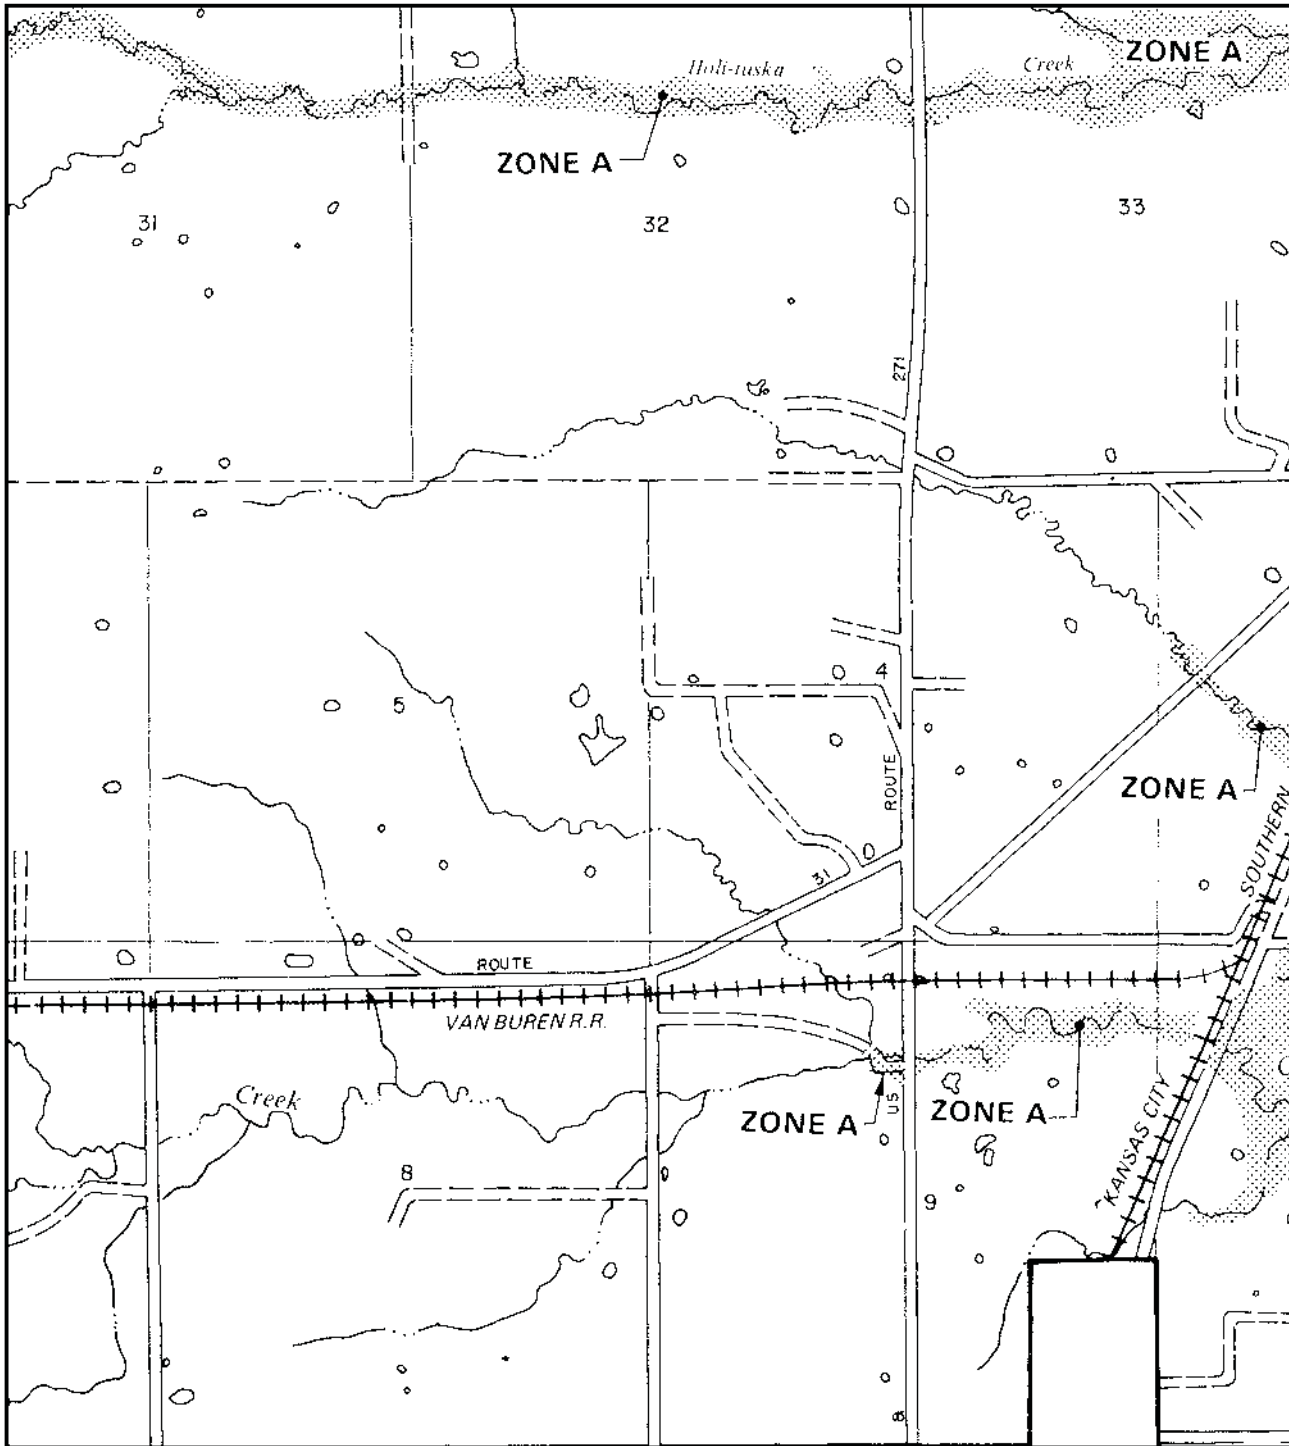 ZONE A
Holi-tuska
Creek
ZONE A
31
32
33
271
5
4
ROUTE
ZONE A
SOUTHERN
31
ROUTE
VAN BUREN R.R.
Creek
ZONE A
US
ZONE A
KANSAS CITY
8
9